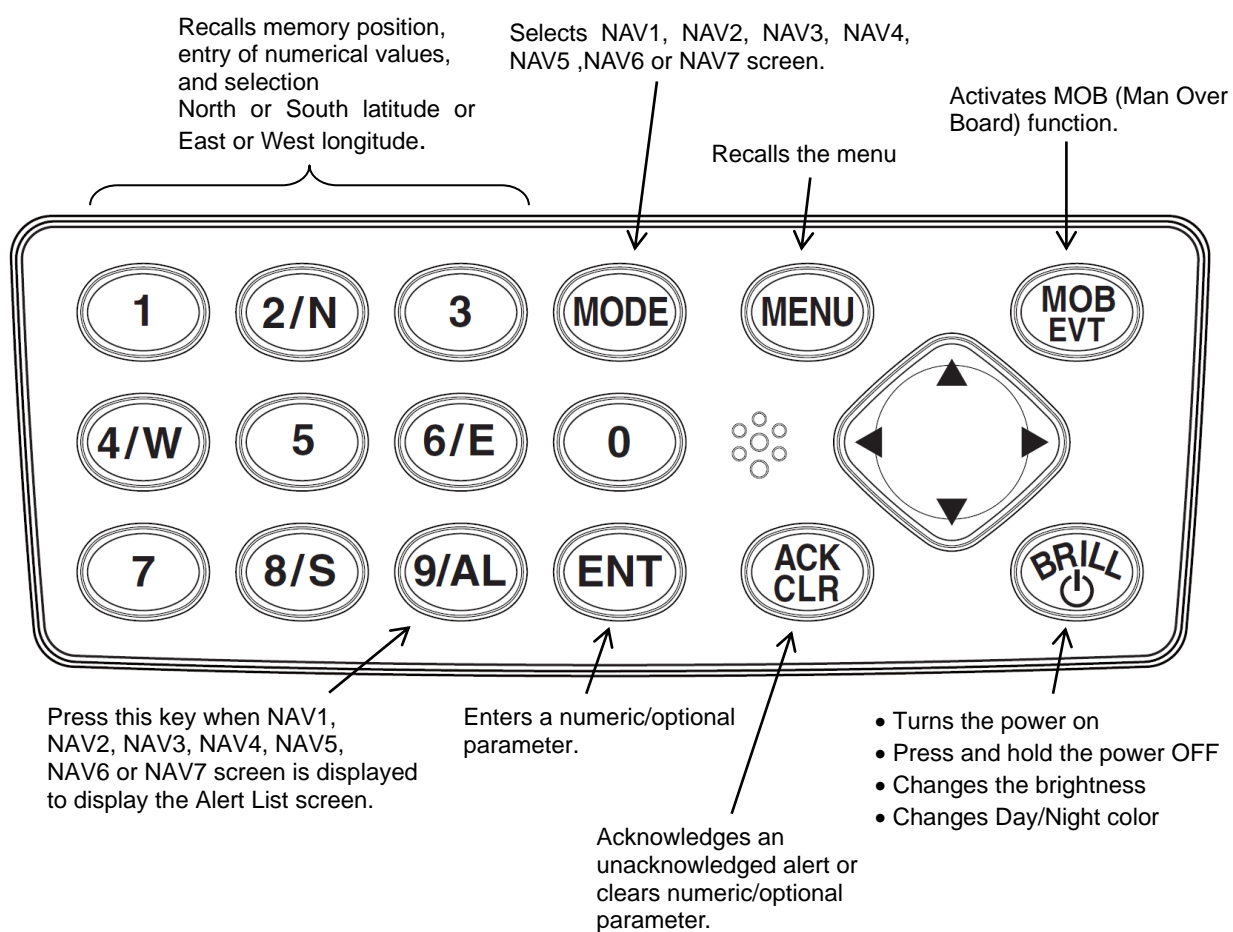 Recalls memory position,
entry of numerical values,
and selection
North or South latitude or
East or West longitude.
Selects NAV1, NAV2, NAV3, NAV4,
NAV5 ,NAV6 or NAV7 screen.
Recalls the menu
Activates MOB (Man Over
Board) function.
1
2/N
3
MODE
MENU
MOB
EVT
4/W
5
6/E
0
7
8/S
9/AL
ENT
ACK
CLR
BRILL
Press this key when NAV1,
NAV2, NAV3, NAV4, NAV5,
NAV6 or NAV7 screen is displayed
to display the Alert List screen.
Enters a numeric/optional
parameter.
Acknowledges an
unacknowledged alert or
clears numeric/optional
parameter.
• Turns the power on
• Press and hold the power OFF
• Changes the brightness
• Changes Day/Night color